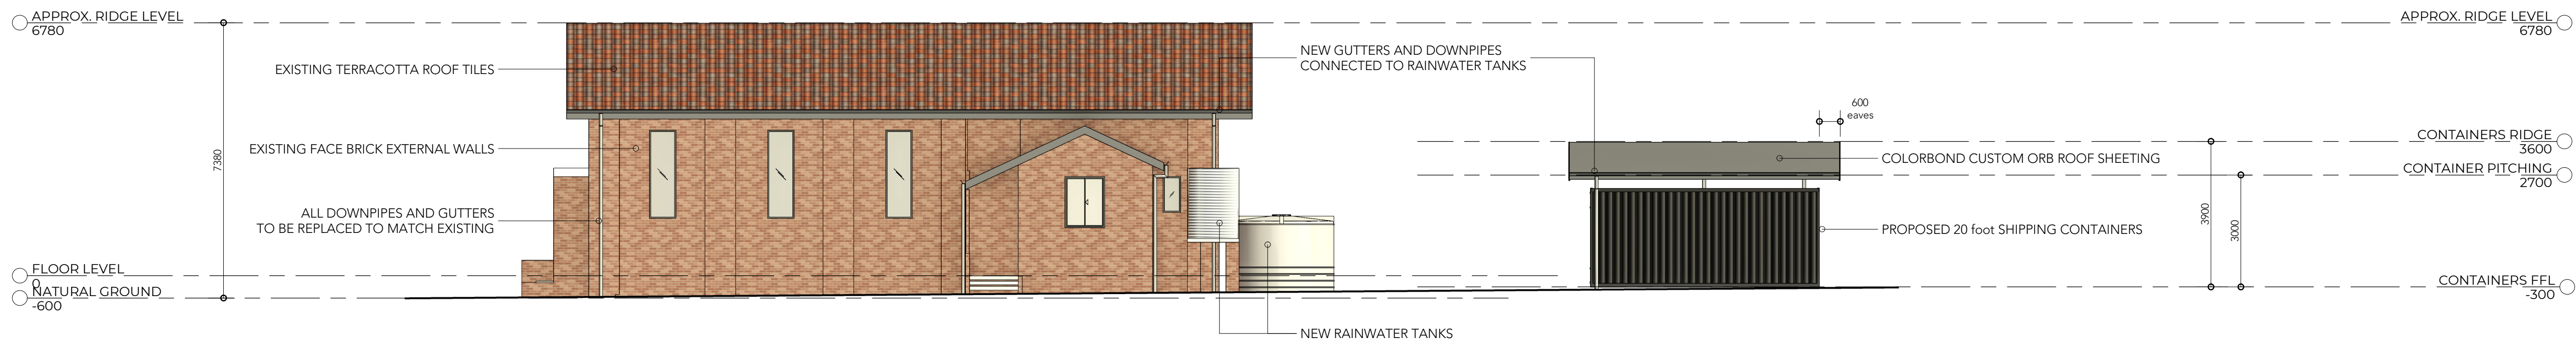 APPROX. RIDGE LEVEL
6780
7380
EXISTING TERRACOTTA ROOF TILES
EXISTING FACE BRICK EXTERNAL WALLS
ALL DOWNPIPES AND GUTTERS
TO BE REPLACED TO MATCH EXISTING
FLOOR LEVEL
0
NATURAL GROUND
-600
NEW GUTTERS AND DOWNPIPES
CONNECTED TO RAINWATER TANKS
NEW RAINWATER TANKS
600
eaves
COLORBOND CUSTOM ORB ROOF SHEETING
PROPOSED 20 foot SHIPPING CONTAINERS
3900
3000
APPROX. RIDGE LEVEL
6780
CONTAINERS RIDGE
3600
CONTAINER PITCHING
2700
CONTAINERS FFL
-300